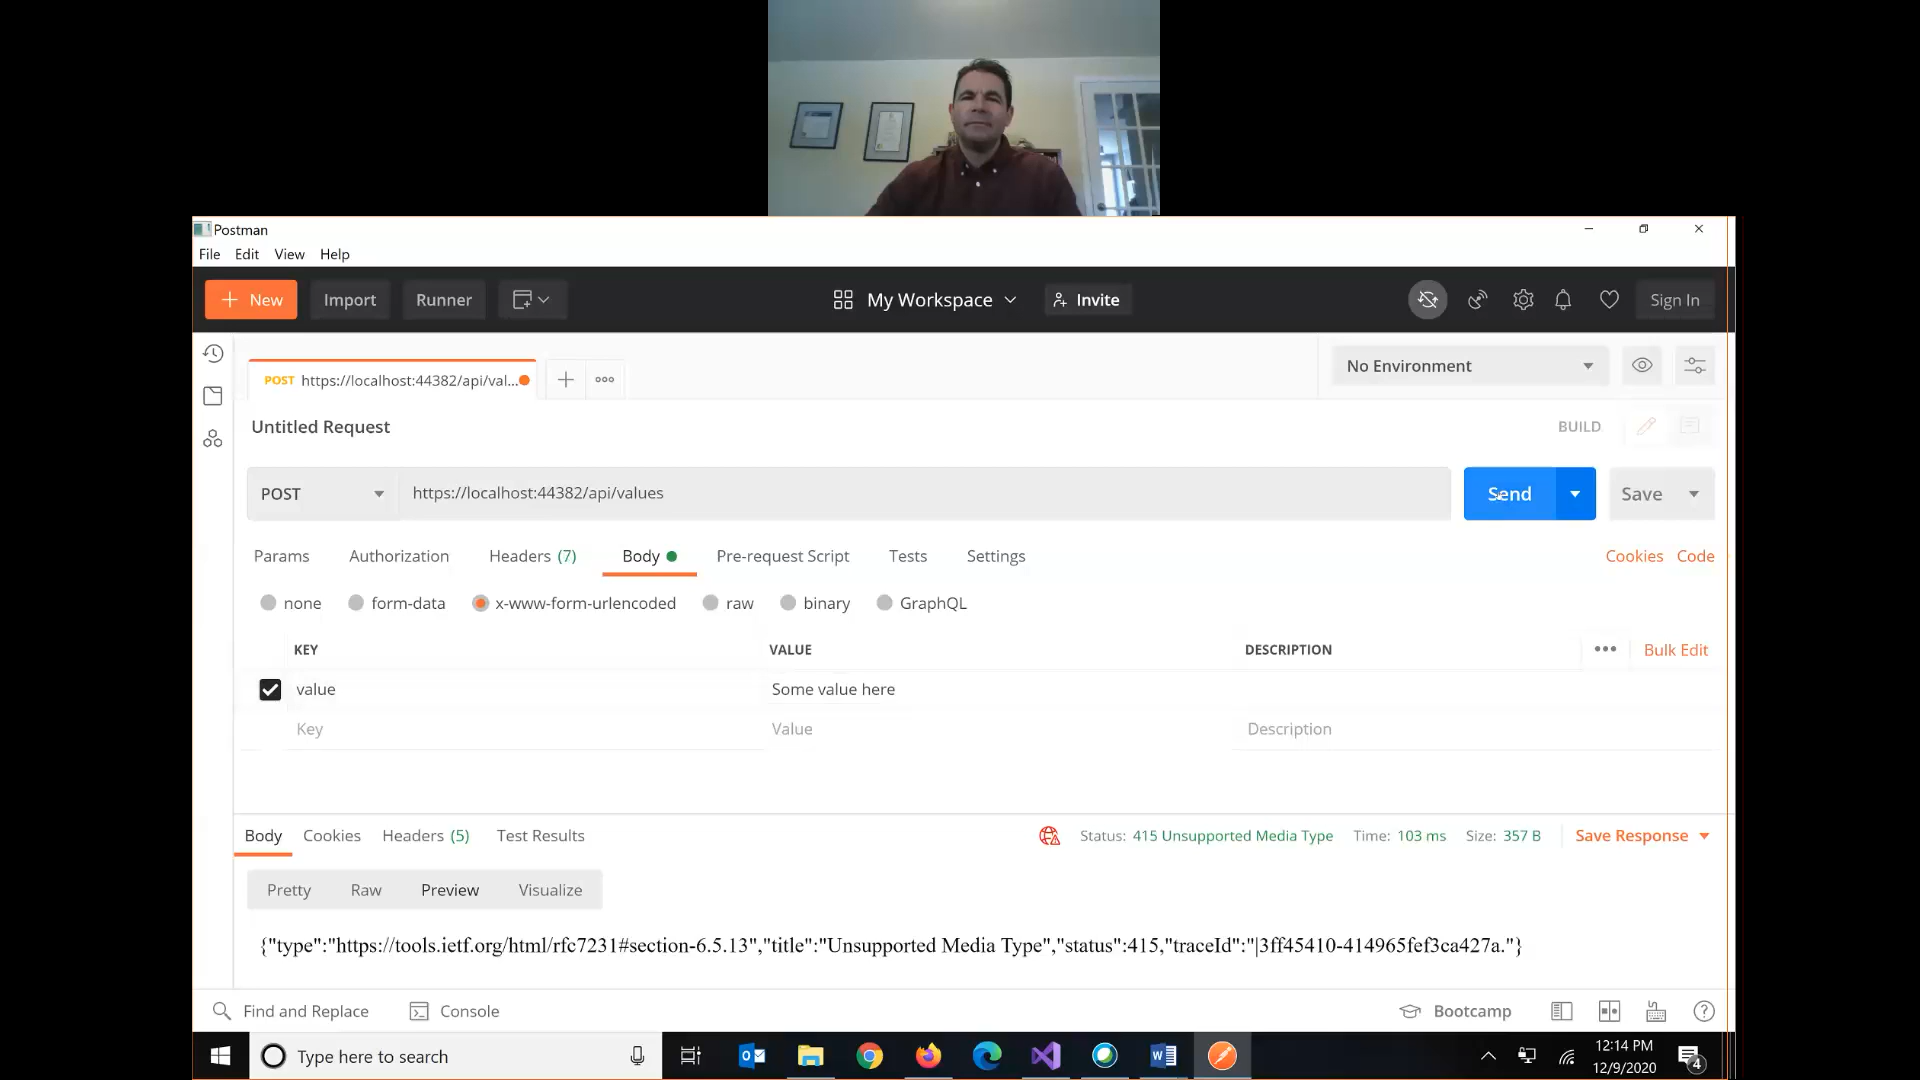 Postman
File Edit View Help
New Import Runner My Workspace Invite Sign In
POST https://localhost:44382/api/val... No Environment
Untitled Request BUILD
POST https://localhost:44382/api/values Send Save
Params Authorization Headers (7) Body Pre-request Script Tests Settings Cookies Code
none form-data x-www-form-urlencoded raw binary GraphQL
KEY VALUE DESCRIPTION Bulk Edit
value Some value here
Key Value Description
Body Cookies Headers (5) Test Results Status: 415 Unsupported Media Type Time: 103 ms Size: 357 B Save Response
Pretty Raw Preview Visualize
{"type":"https://tools.ietf.org/html/rfc7231#section-6.5.13","title":"Unsupported Media Type","status":415,"traceId":"|3ff45410-414965fef3ca427a."}
Find and Replace Console Bootcamp
Type here to search 12:14 PM
12/9/2020 4